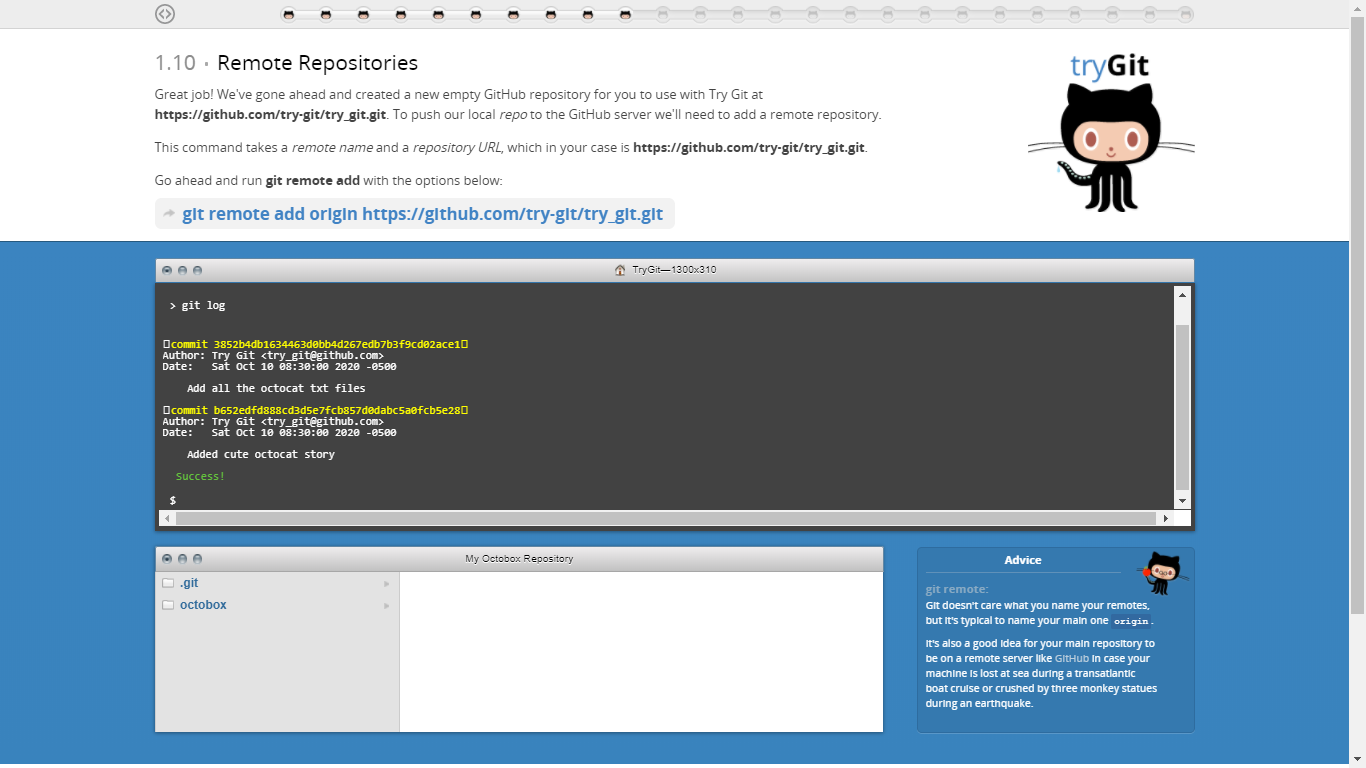 1.10 · Remote Repositories
Great job! We've gone ahead and created a new empty GitHub repository for you to use with Try Git at
https://github.com/try-git/try_git.git. To push our local repo to the GitHub server we'll need to add a remote repository.
This command takes a remote name and a repository URL, which in your case is https://github.com/try-git/try_git.git.
Go ahead and run git remote add with the options below:
git remote add origin https://github.com/try-git/try_git.git
tryGit
TryGit—1300x310
> git log
commit 3852b4db1634463d0bb4d267edb7b3f9cd02ace1
Author: Try Git <try_git@github.com>
Date:   Sat Oct 10 08:30:00 2020 -0500
Add all the octocat txt files
commit b652edfd888cd3d5e7fcb857d0dabc5a0fcb5e28
Author: Try Git <try_git@github.com>
Date:   Sat Oct 10 08:30:00 2020 -0500
Added cute octocat story
Success!
$
My Octobox Repository
.git
octobox
Advice
git remote:
Git doesn't care what you name your remotes,
but it's typical to name your main one origin.
It's also a good idea for your main repository to
be on a remote server like GitHub in case your
machine is lost at sea during a transatlantic
boat cruise or crushed by three monkey statues
during an earthquake.